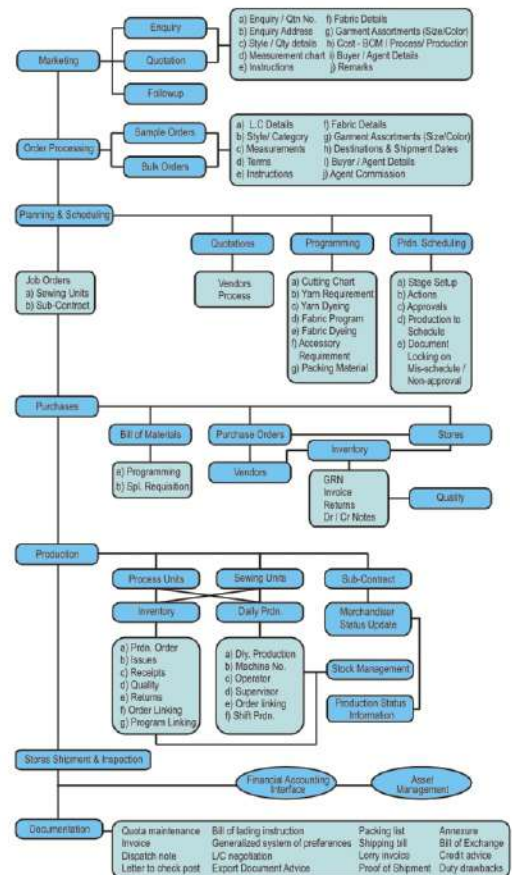 Marketing
Enquiry
Quotation
Followup
a) Enquiry / Qtn No.
b) Enquiry Address
c) Style / Qty details
d) Measurement chart
e) Instructions
f) Fabric Details
g) Garment Assortments (Size/Color)
h) Cost - BOM / Process/ Production
i) Buyer / Agent Details
j) Remarks
Order Processing
Sample Orders
Bulk Orders
a) L.C Details
b) Style/ Category
c) Measurements
d) Terms
e) Instructions
f) Fabric Details
g) Garment Assortments (Size/Color)
h) Destinations & Shipment Dates
i) Buyer / Agent Details
j) Agent Commission
Planning & Scheduling
Job Orders
a) Sewing Units
b) Sub-Contract
Quotations
Vendors
Process
Programming
a) Cutting Chart
b) Yarn Requirement
c) Yarn Dyeing
d) Fabric Program
e) Fabric Dyeing
f) Accessory
Requirement
g) Packing Material
Prdn. Scheduling
a) Stage Setup
b) Actions
c) Approvals
d) Production to
Schedule
e) Document
Locking on
Mis-schedule /
Non-approval
Purchases
Bill of Materials
a) Programming
b) Spl. Requisition
Purchase Orders
Vendors
Stores
Inventory
GRN
Invoice
Returns
Dr / Cr Notes
Quality
Production
Process Units
Sewing Units
Sub-Contract
Inventory
Daily Prdn.
Merchandiser
Status Update
a) Prdn. Order
b) Issues
c) Receipts
d) Quality
e) Returns
f) Order Linking
g) Program Linking
a) Dly. Production
b) Machine No.
c) Operator
d) Supervisor
e) Order linking
f) Shift Prdn.
Stock Management
Production Status
Information
Stores Shipment & Inspection
Financial Accounting
Interface
Asset
Management
Documentation
Quota maintenance
Invoice
Dispatch note
Letter to check post
Bill of lading instruction
Generalized system of preferences
L/C negotiation
Export Document Advice
Packing list
Shipping bill
Lorry invoice
Proof of Shipment
Annexure
Bill of Exchange
Credit advice
Duty drawbacks